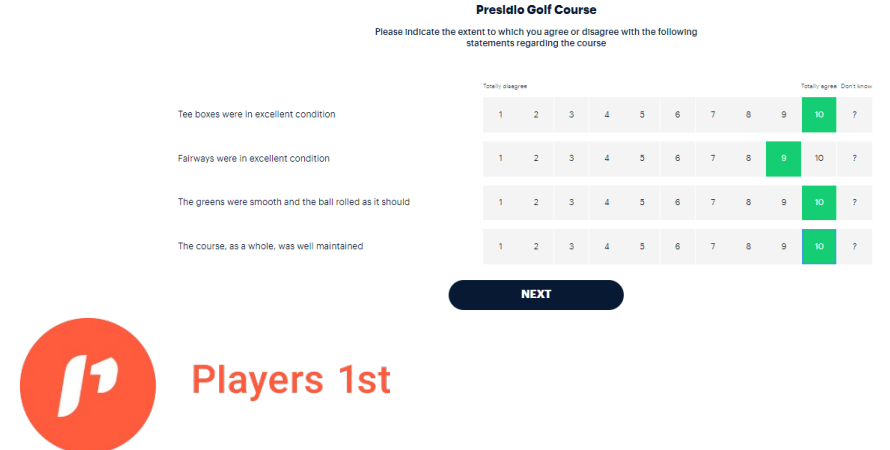 Presidio Golf Course
Please indicate the extent to which you agree or disagree with the following
statements regarding the course
Totally disagree Totally agree Don't know
Tee boxes were in excellent condition 1 2 3 4 5 6 7 8 9 10 ?
Fairways were in excellent condition 1 2 3 4 5 6 7 8 9 10 ?
The greens were smooth and the ball rolled as it should 1 2 3 4 5 6 7 8 9 10 ?
The course, as a whole, was well maintained 1 2 3 4 5 6 7 8 9 10 ?
NEXT
Players 1st